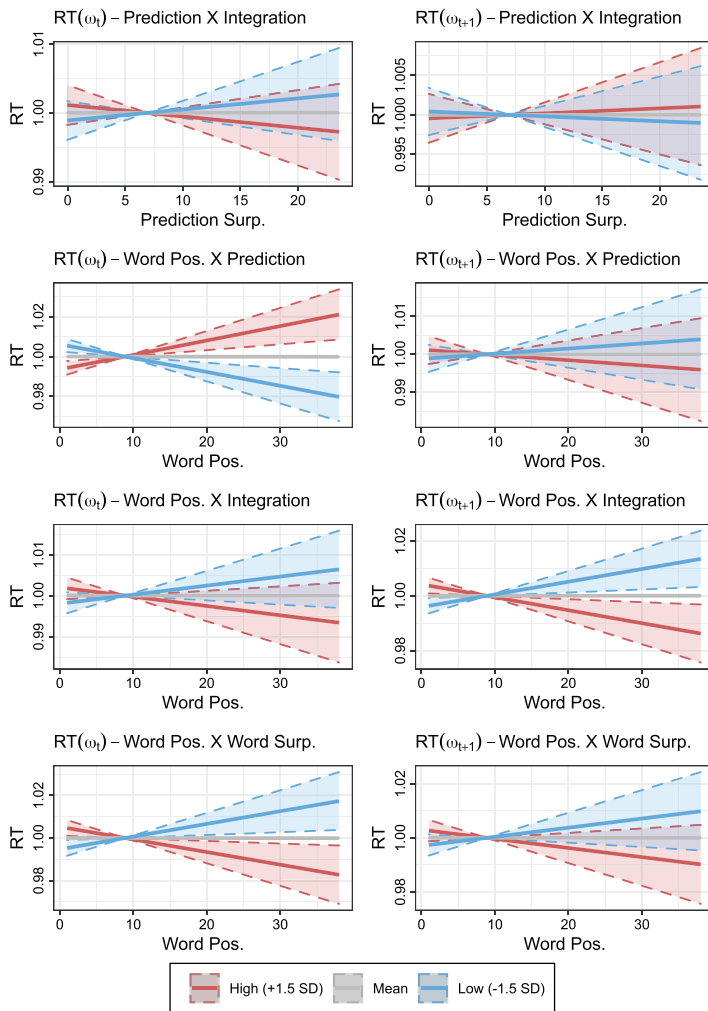 RT(ωt) – Prediction X Integration
RT(ωt+1) – Prediction X Integration
RT
1.01
1.00
0.99
0 5 10 15 20
Prediction Surp.
RT
1.005
1.000
0.995
0 5 10 15 20
Prediction Surp.
RT(ωt) – Word Pos. X Prediction
RT(ωt+1) – Word Pos. X Prediction
RT
1.02
1.00
0.98
0 10 20 30
Word Pos.
RT
1.01
1.00
0.99
0 10 20 30
Word Pos.
RT(ωt) – Word Pos. X Integration
RT(ωt+1) – Word Pos. X Integration
RT
1.01
1.00
0.99
0 10 20 30
Word Pos.
RT
1.02
1.00
0.98
0 10 20 30
Word Pos.
RT(ωt) – Word Pos. X Word Surp.
RT(ωt+1) – Word Pos. X Word Surp.
RT
1.02
1.00
0.98
0 10 20 30
Word Pos.
RT
1.02
1.00
0.98
0 10 20 30
Word Pos.
High (+1.5 SD) Mean Low (-1.5 SD)